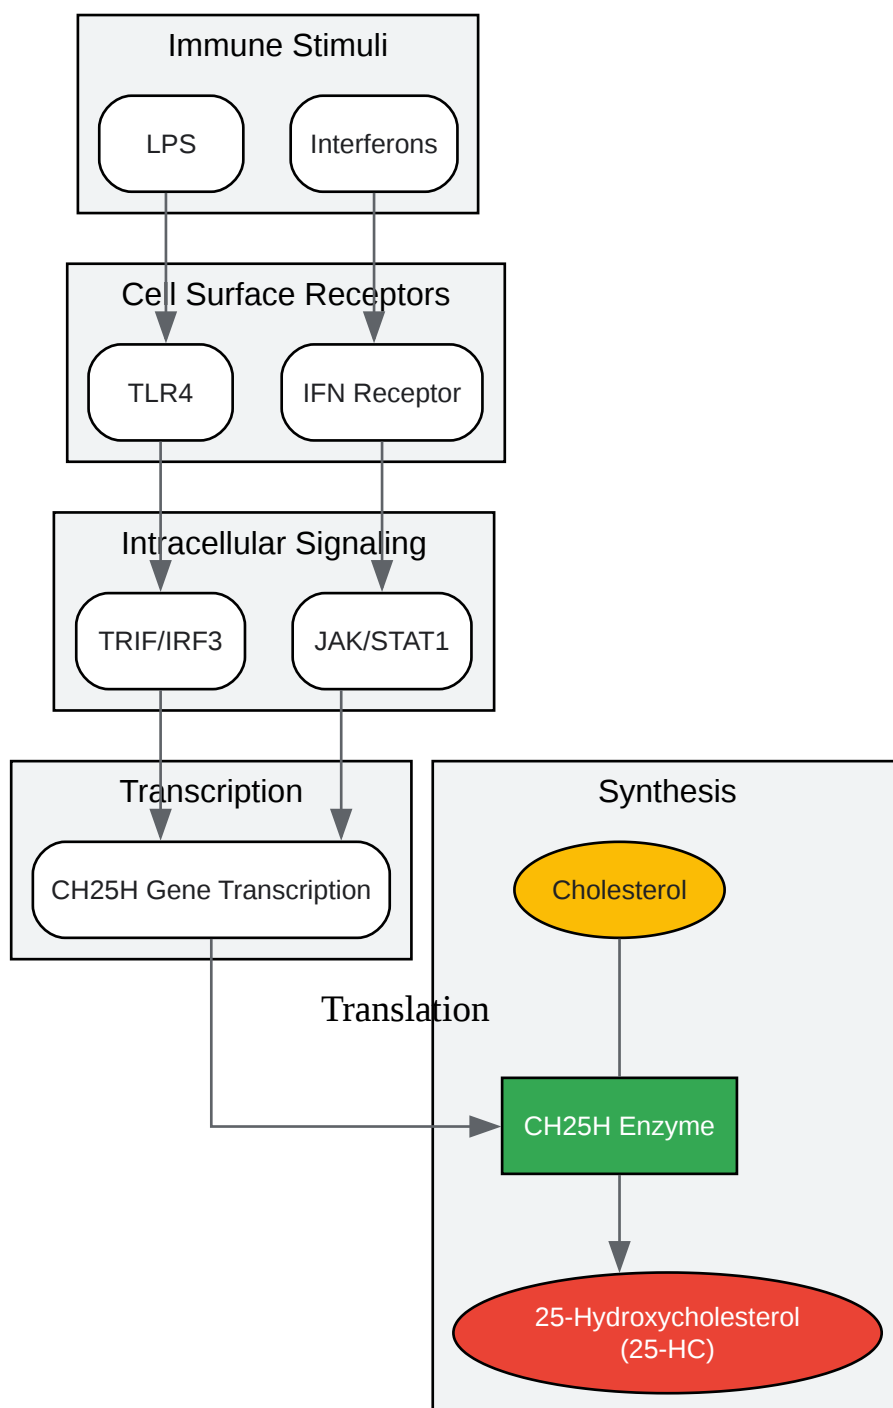 Immune Stimuli
LPS
Interferons
Cell Surface Receptors
TLR4
IFN Receptor
Intracellular Signaling
TRIF/IRF3
JAK/STAT1
Transcription
Synthesis
CH25H Gene Transcription
Cholesterol
Translation
CH25H Enzyme
25-Hydroxycholesterol
(25-HC)